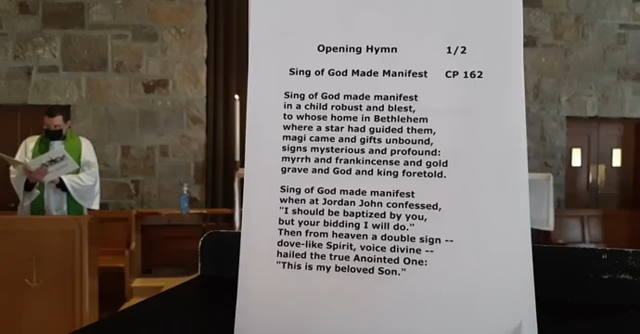 Opening Hymn 1/2
Sing of God Made Manifest CP 162
Sing of God made manifest
in a child robust and blest,
to whose home in Bethlehem
where a star had guided them,
magi came and gifts unbound,
signs mysterious and profound:
myrrh and frankincense and gold
grave and God and king foretold.
Sing of God made manifest
when at Jordan John confessed,
"I should be baptized by you,
but your bidding I will do."
Then from heaven a double sign --
dove-like Spirit, voice divine --
hailed the true Anointed One:
"This is my beloved Son."